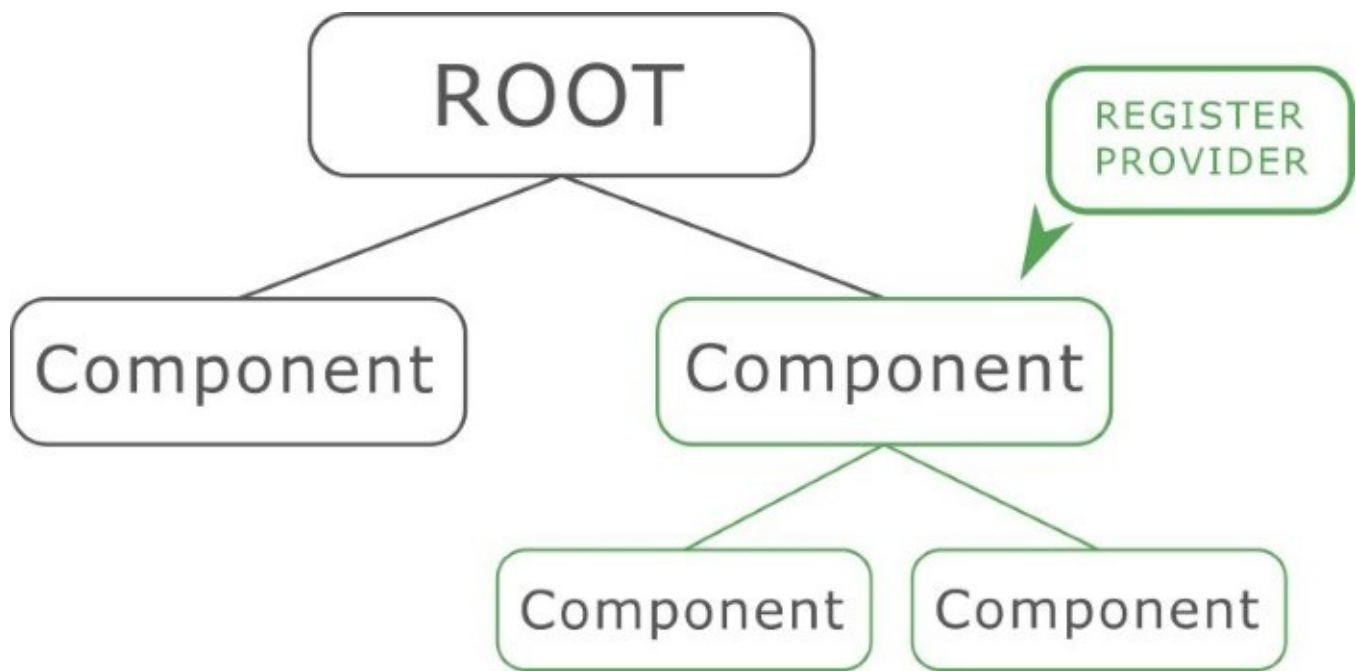 ROOT
REGISTER
PROVIDER
Component
Component
Component
Component